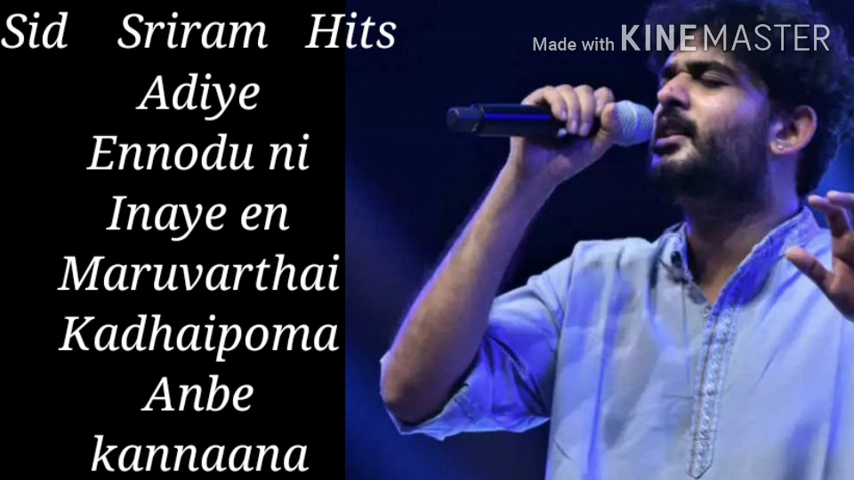 Sid Sriram Hits
Made with KINEMASTER
Adiye
Ennodu ni
Inaye en
Maruvarthai
Kadhaipoma
Anbe
kannaana